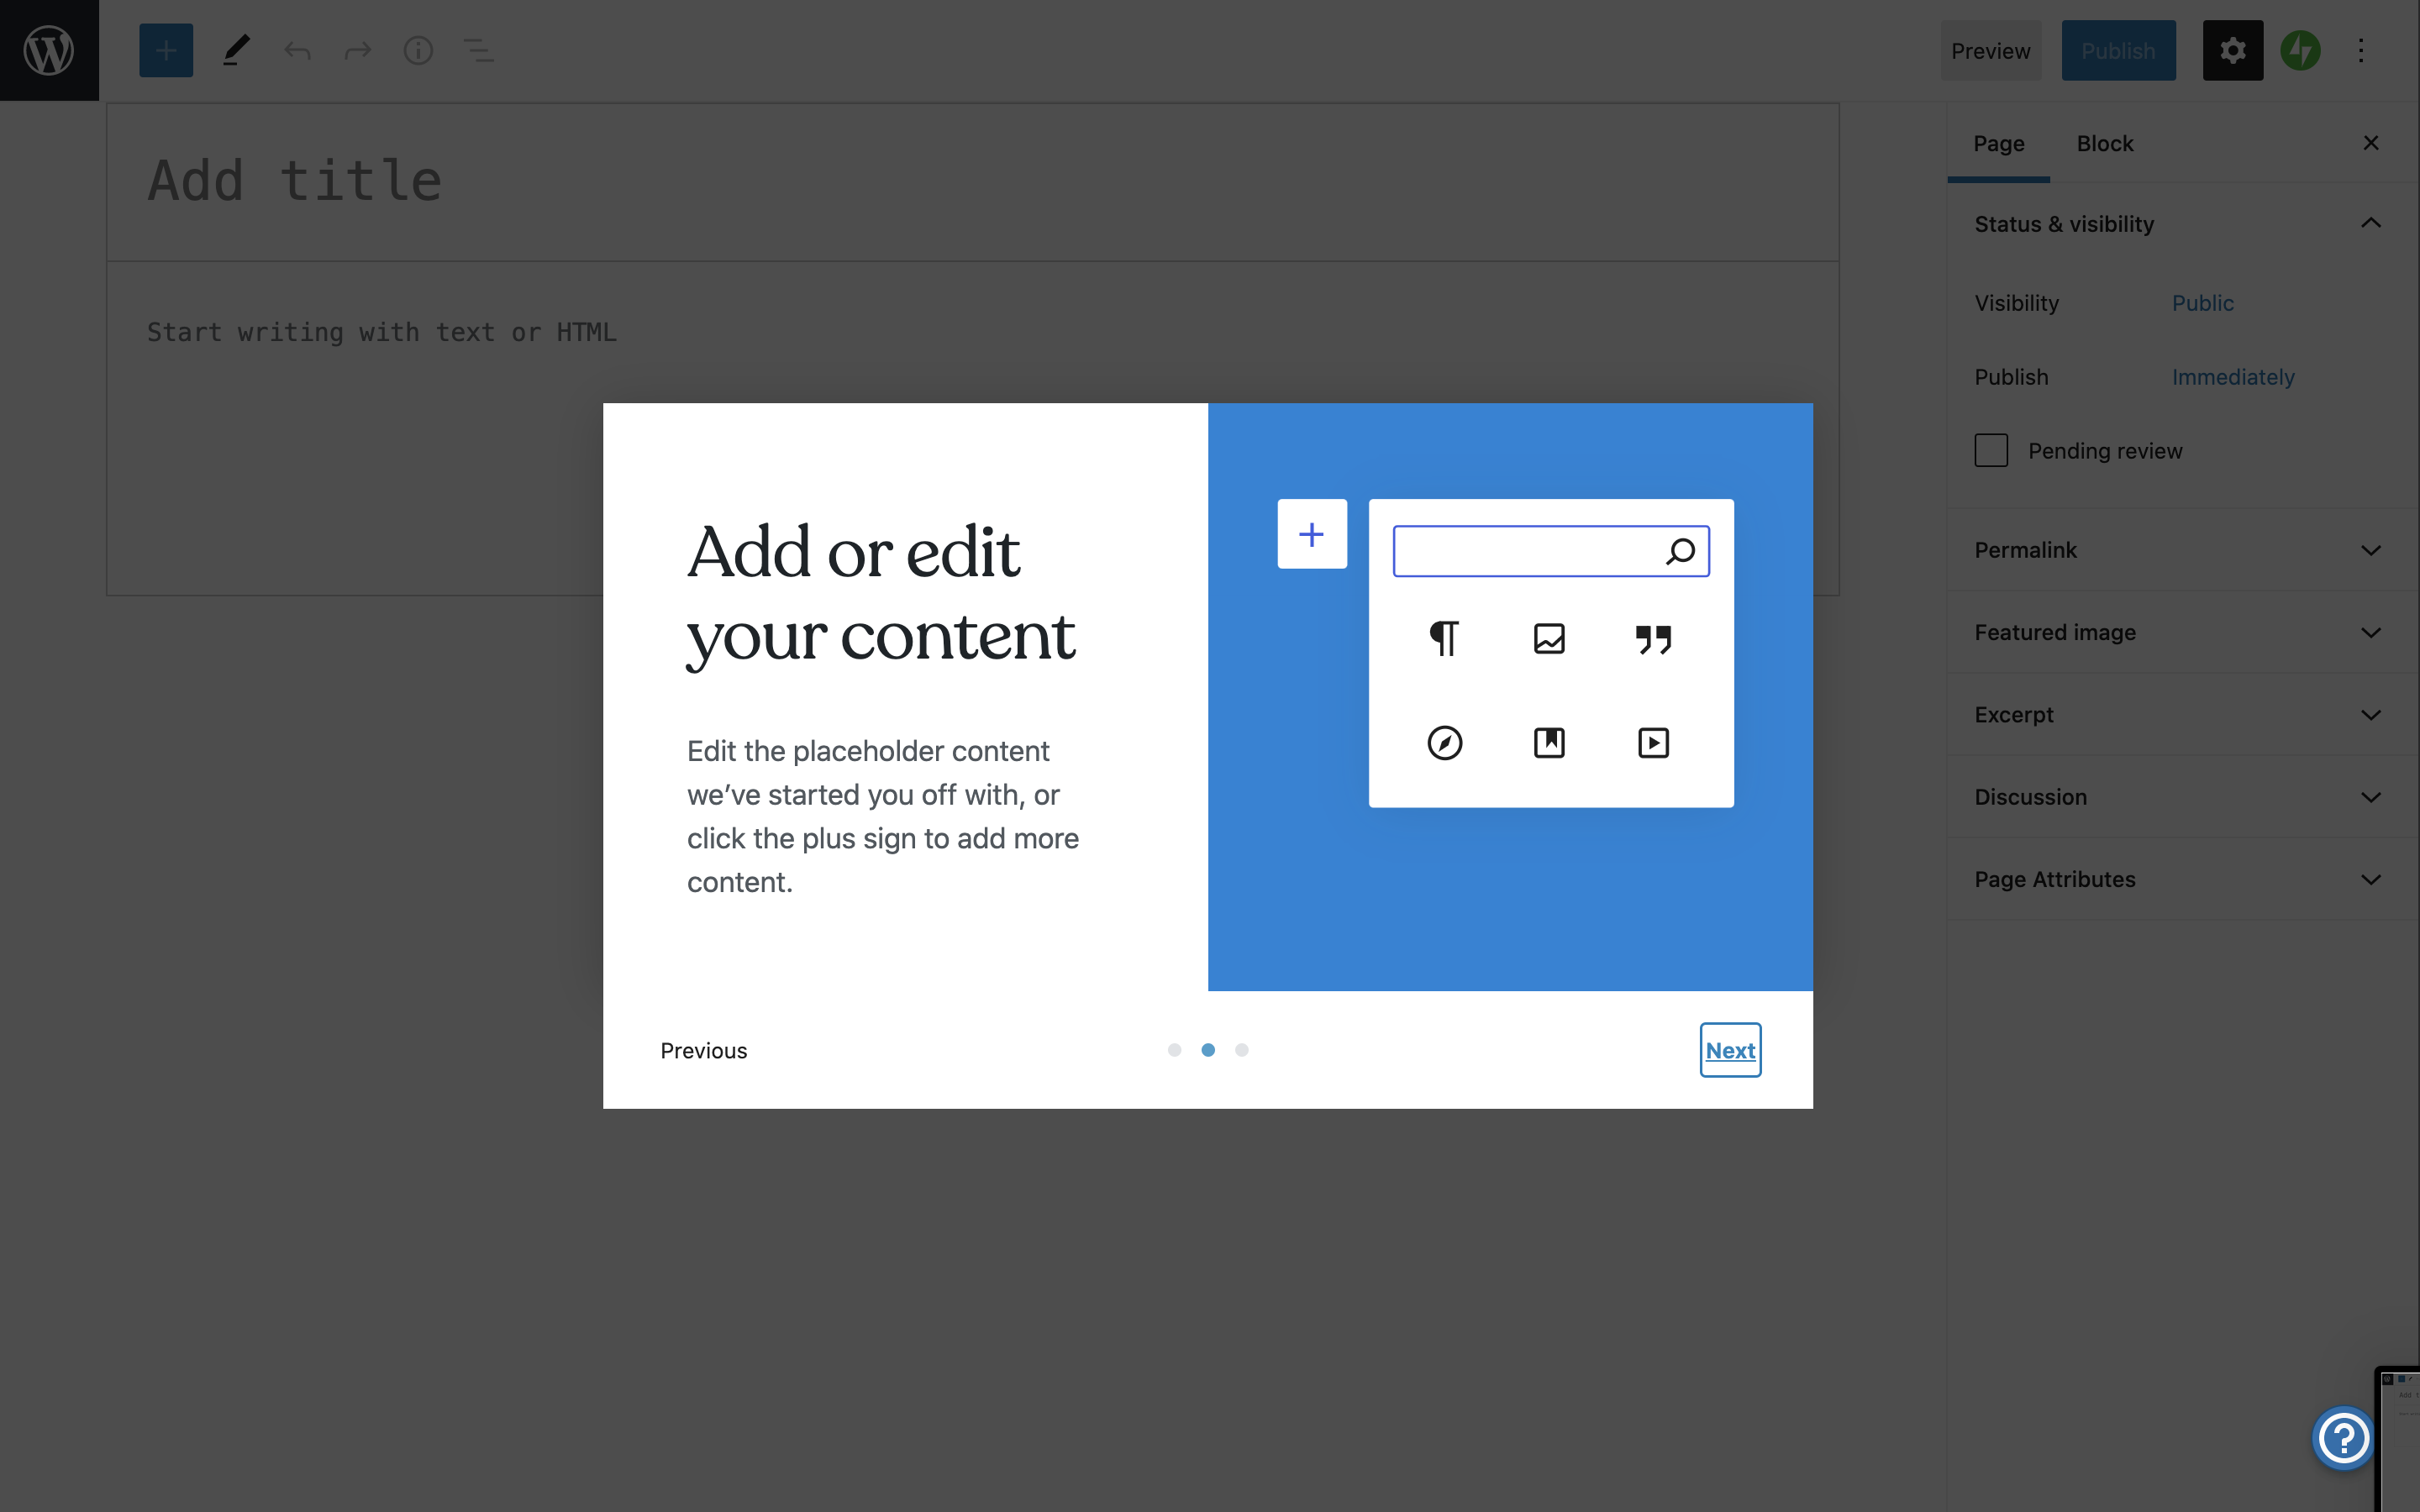 Preview
Publish
Page
Block
Add title
Status & visibility
Visibility
Public
Start writing with text or HTML
Publish
Immediately
Pending review
Add or edit
your content
Edit the placeholder content
we’ve started you off with, or
click the plus sign to add more
content.
Previous
Next
Permalink
Featured image
Excerpt
Discussion
Page Attributes